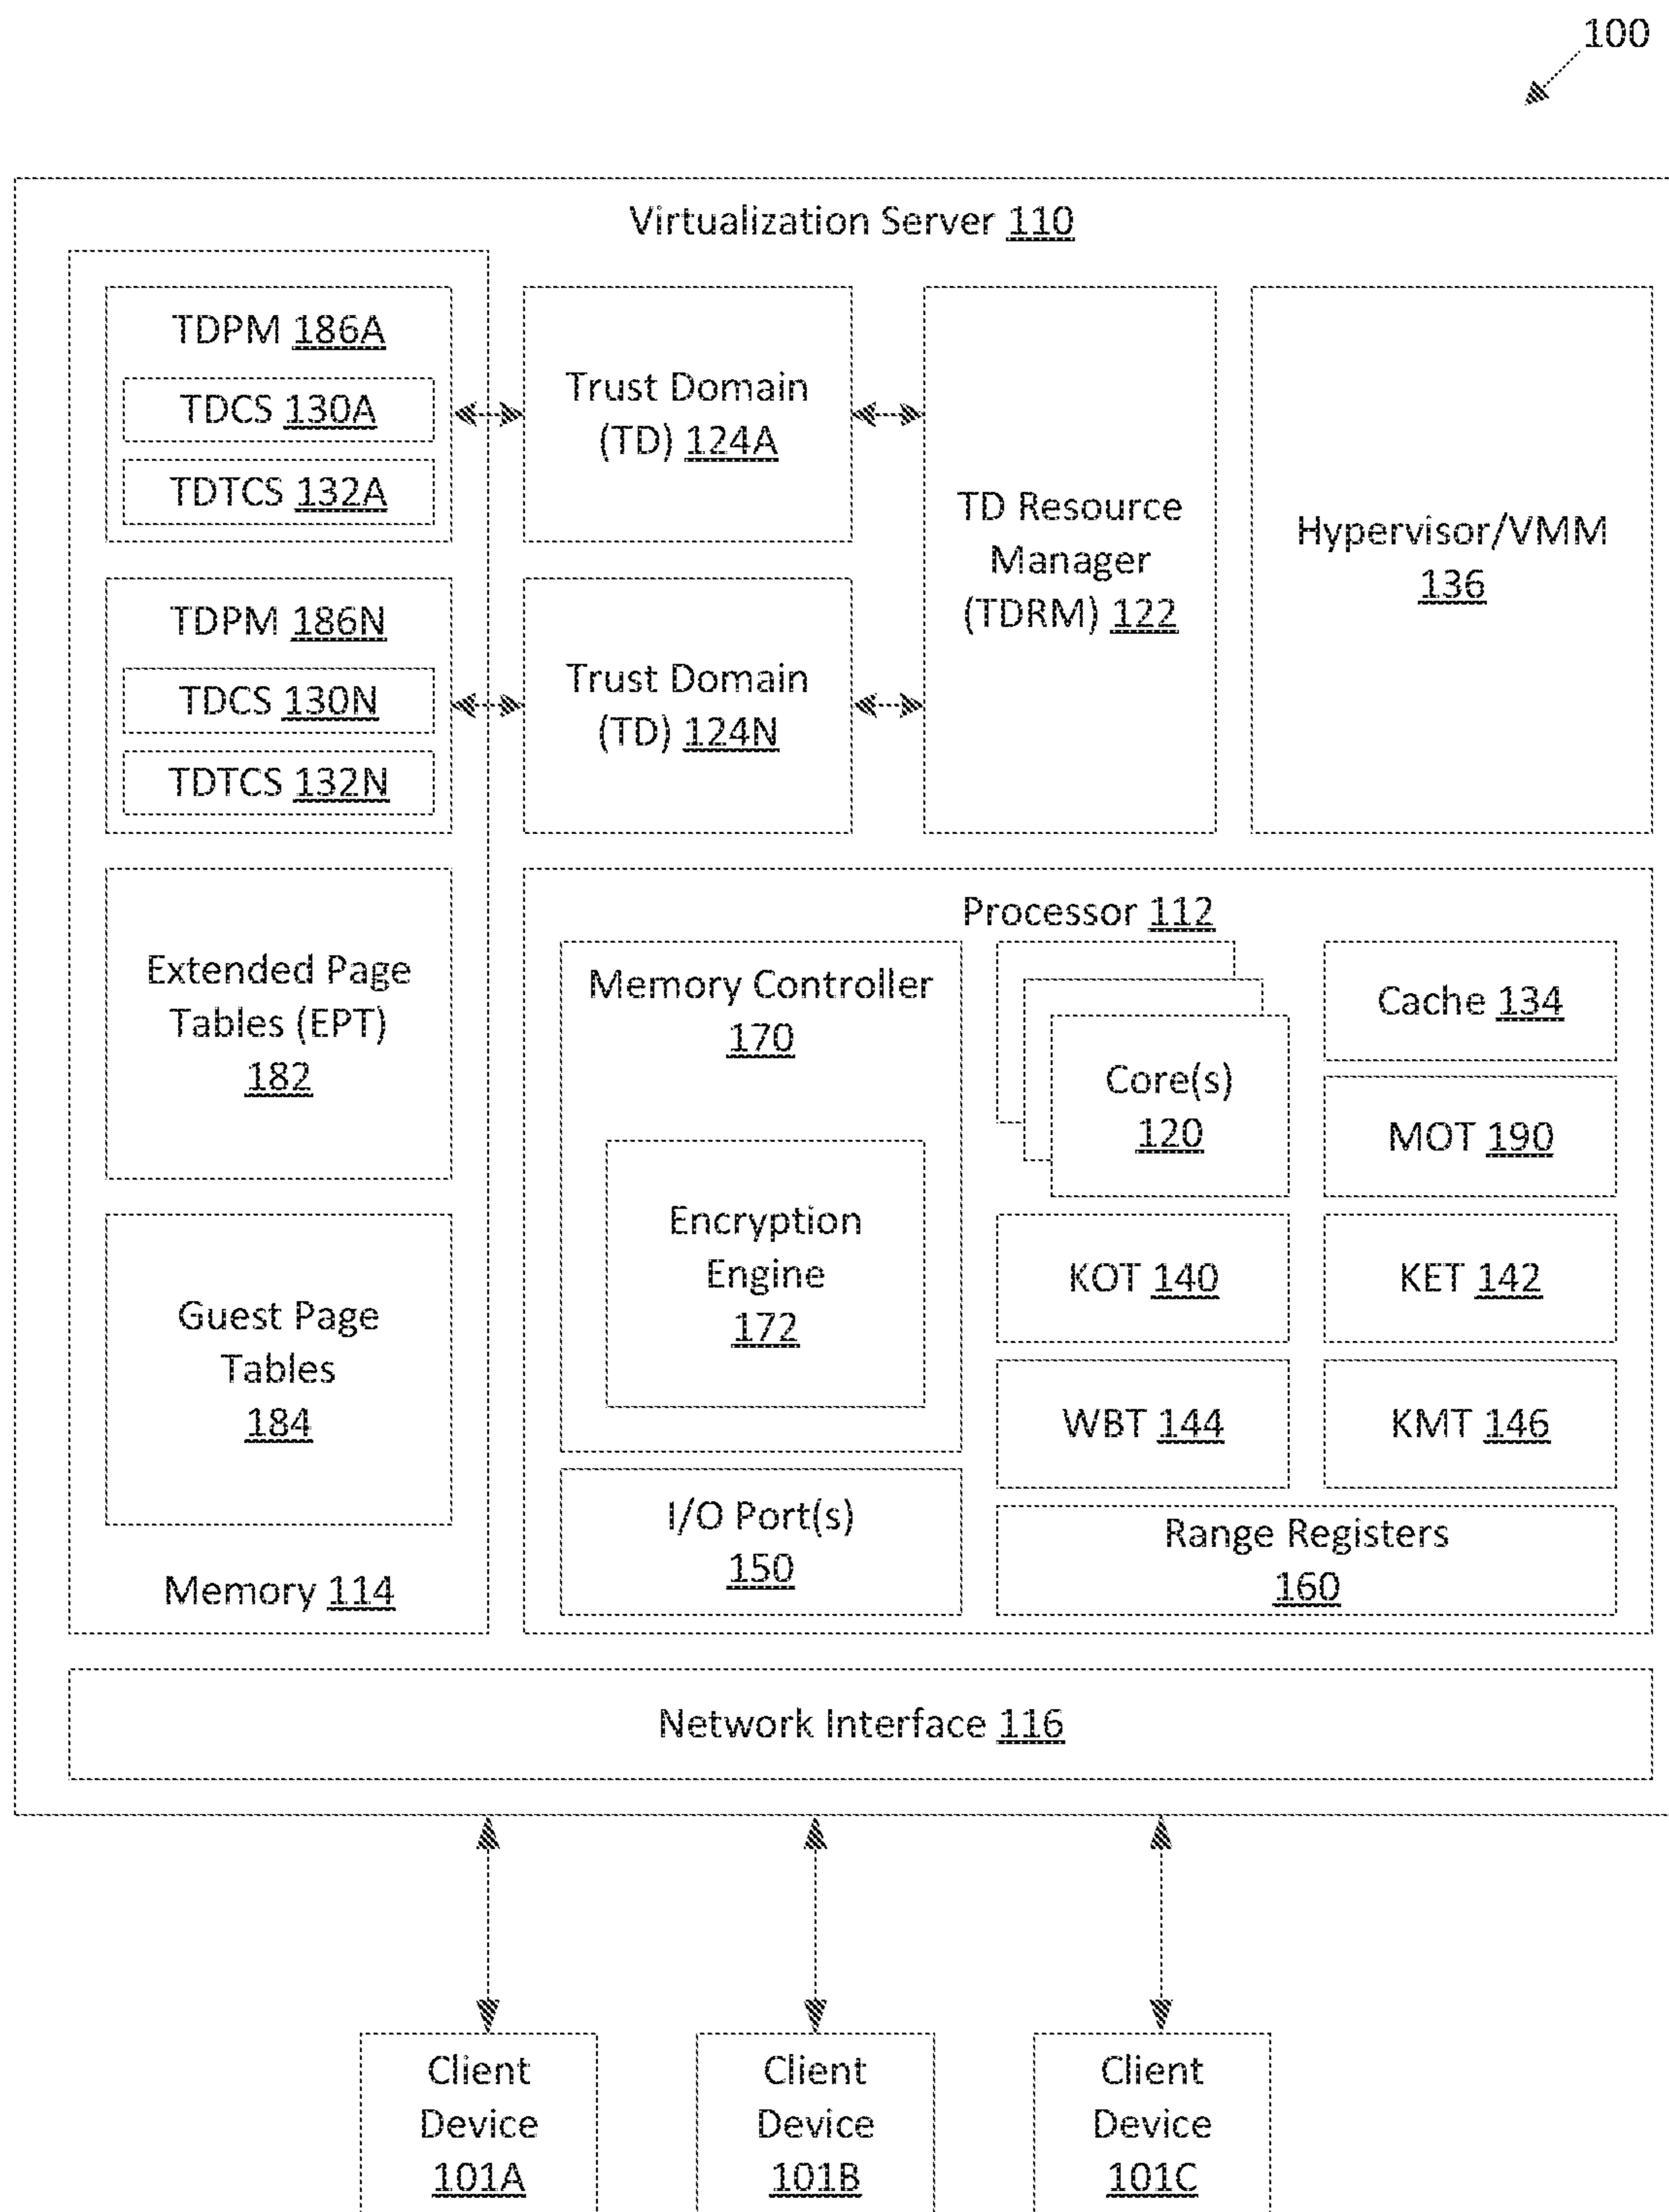 100
Virtualization Server 110
TDPM 186A
TDCS 130A
TDTCS 132A
Trust Domain
(TD) 124A
TD Resource
Manager
(TDRM) 122
Hypervisor/VMM
136
TDPM 186N
TDCS 130N
TDTCS 132N
Trust Domain
(TD) 124N
Extended Page
Tables (EPT)
182
Guest Page
Tables
184
Memory 114
Processor 112
Memory Controller
170
Encryption
Engine
172
I/O Port(s)
150
Core(s)
120
Cache 134
MOT 190
KOT 140
KET 142
WBT 144
KMT 146
Range Registers
160
Network Interface 116
Client
Device
101A
Client
Device
101B
Client
Device
101C